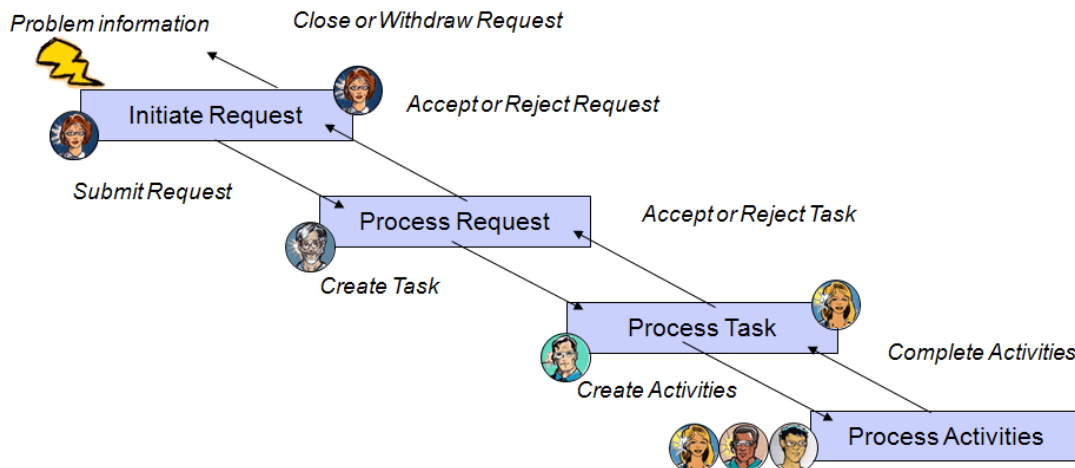 Problem information
Close or Withdraw Request
Initiate Request
Accept or Reject Request
Submit Request
Process Request
Accept or Reject Task
Create Task
Process Task
Complete Activities
Create Activities
Process Activities